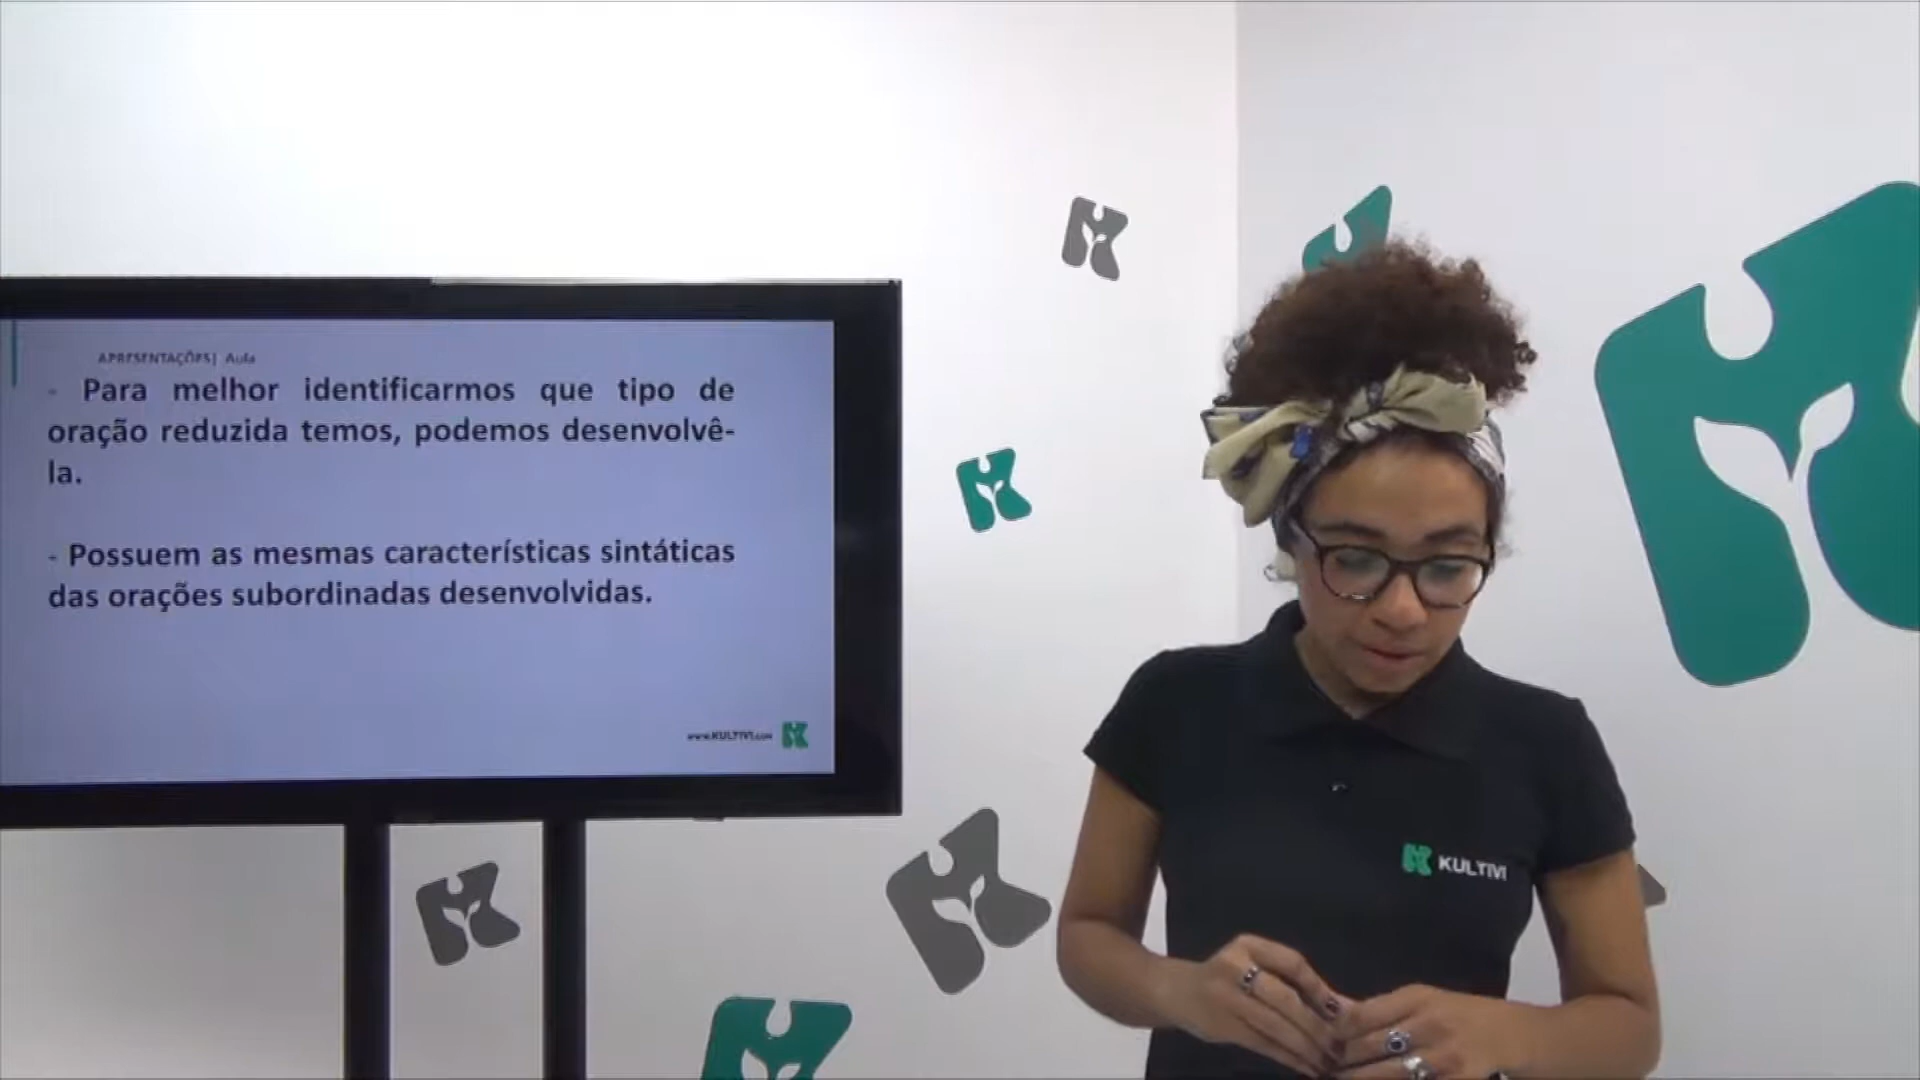 APRESENTAÇÕES| Aula
- Para melhor identificarmos que tipo de
oração reduzida temos, podemos desenvolvê-
la.
- Possuem as mesmas características sintáticas
das orações subordinadas desenvolvidas.
www.KULTIVI.com
KULTIVI